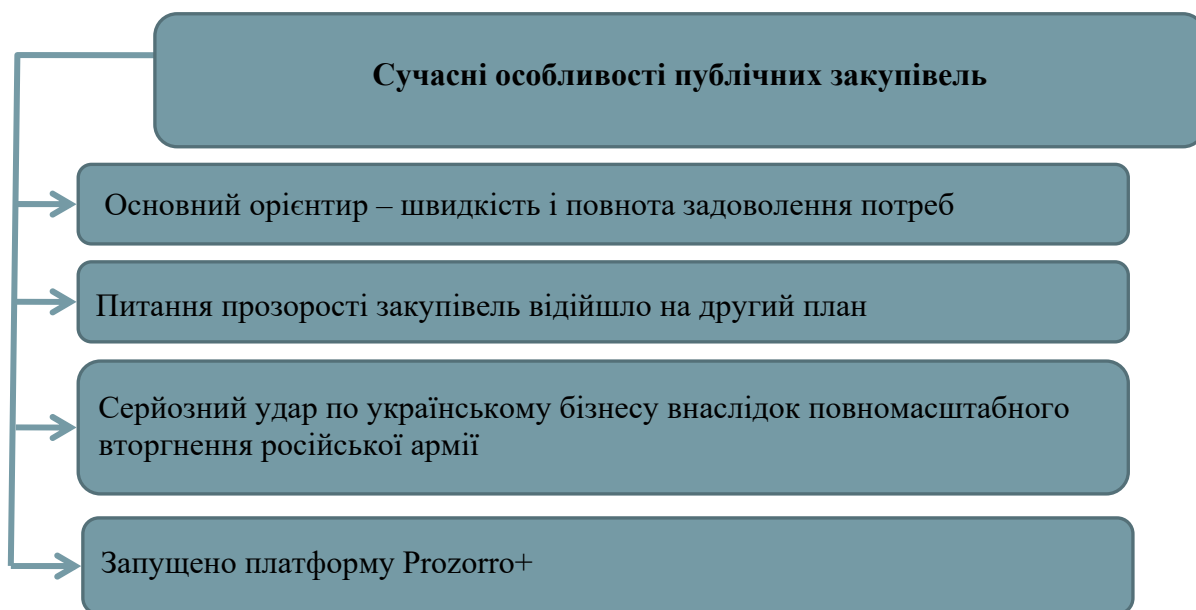 Сучасні особливості публічних закупівель
Основний орієнтир – швидкість і повнота задоволення потреб
Питання прозорості закупівель відійшло на другий план
Серйозний удар по українському бізнесу внаслідок повномасштабного
вторгнення російської армії
Запущено платформу Prozorro+